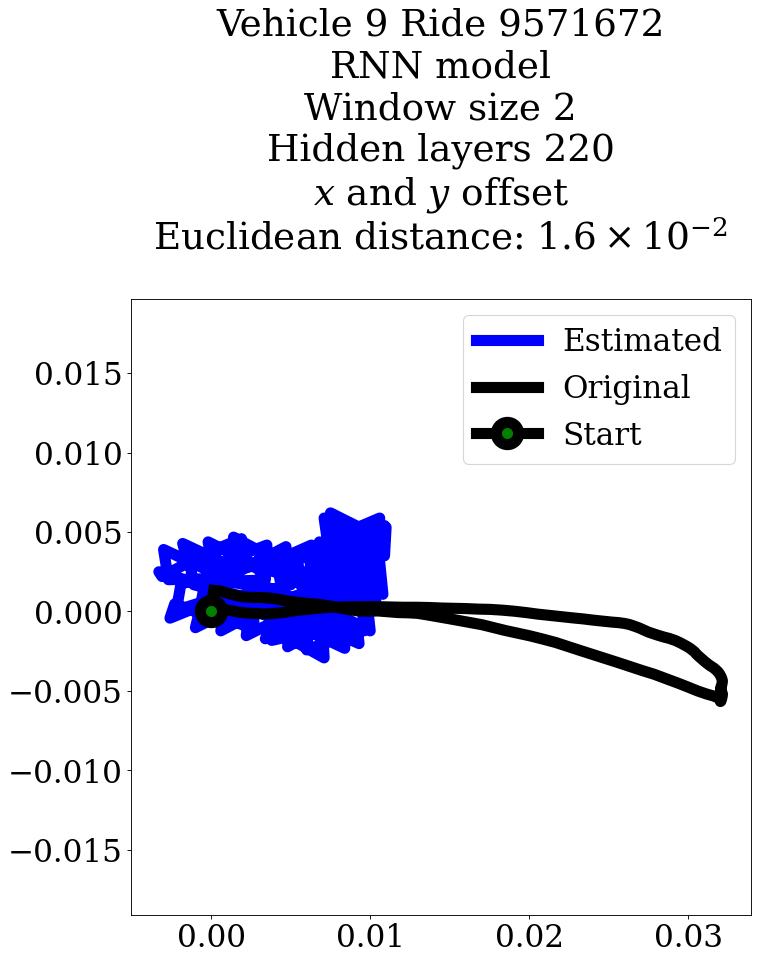 Vehicle 9 Ride 9571672
RNN model
Window size 2
Hidden layers 220
x and y offset
Euclidean distance: 1.6 × 10⁻²
Estimated
Original
Start
0.015
0.010
0.005
0.000
−0.005
−0.010
−0.015
0.00 0.01 0.02 0.03